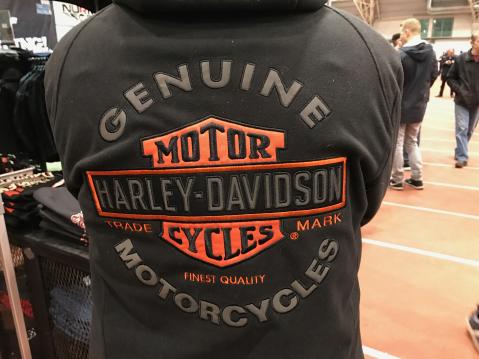 GENUINE
MOTOR
HARLEY-DAVIDSON
TRADE MARK
CYCLES ®
FINEST QUALITY
MOTORCYCLES